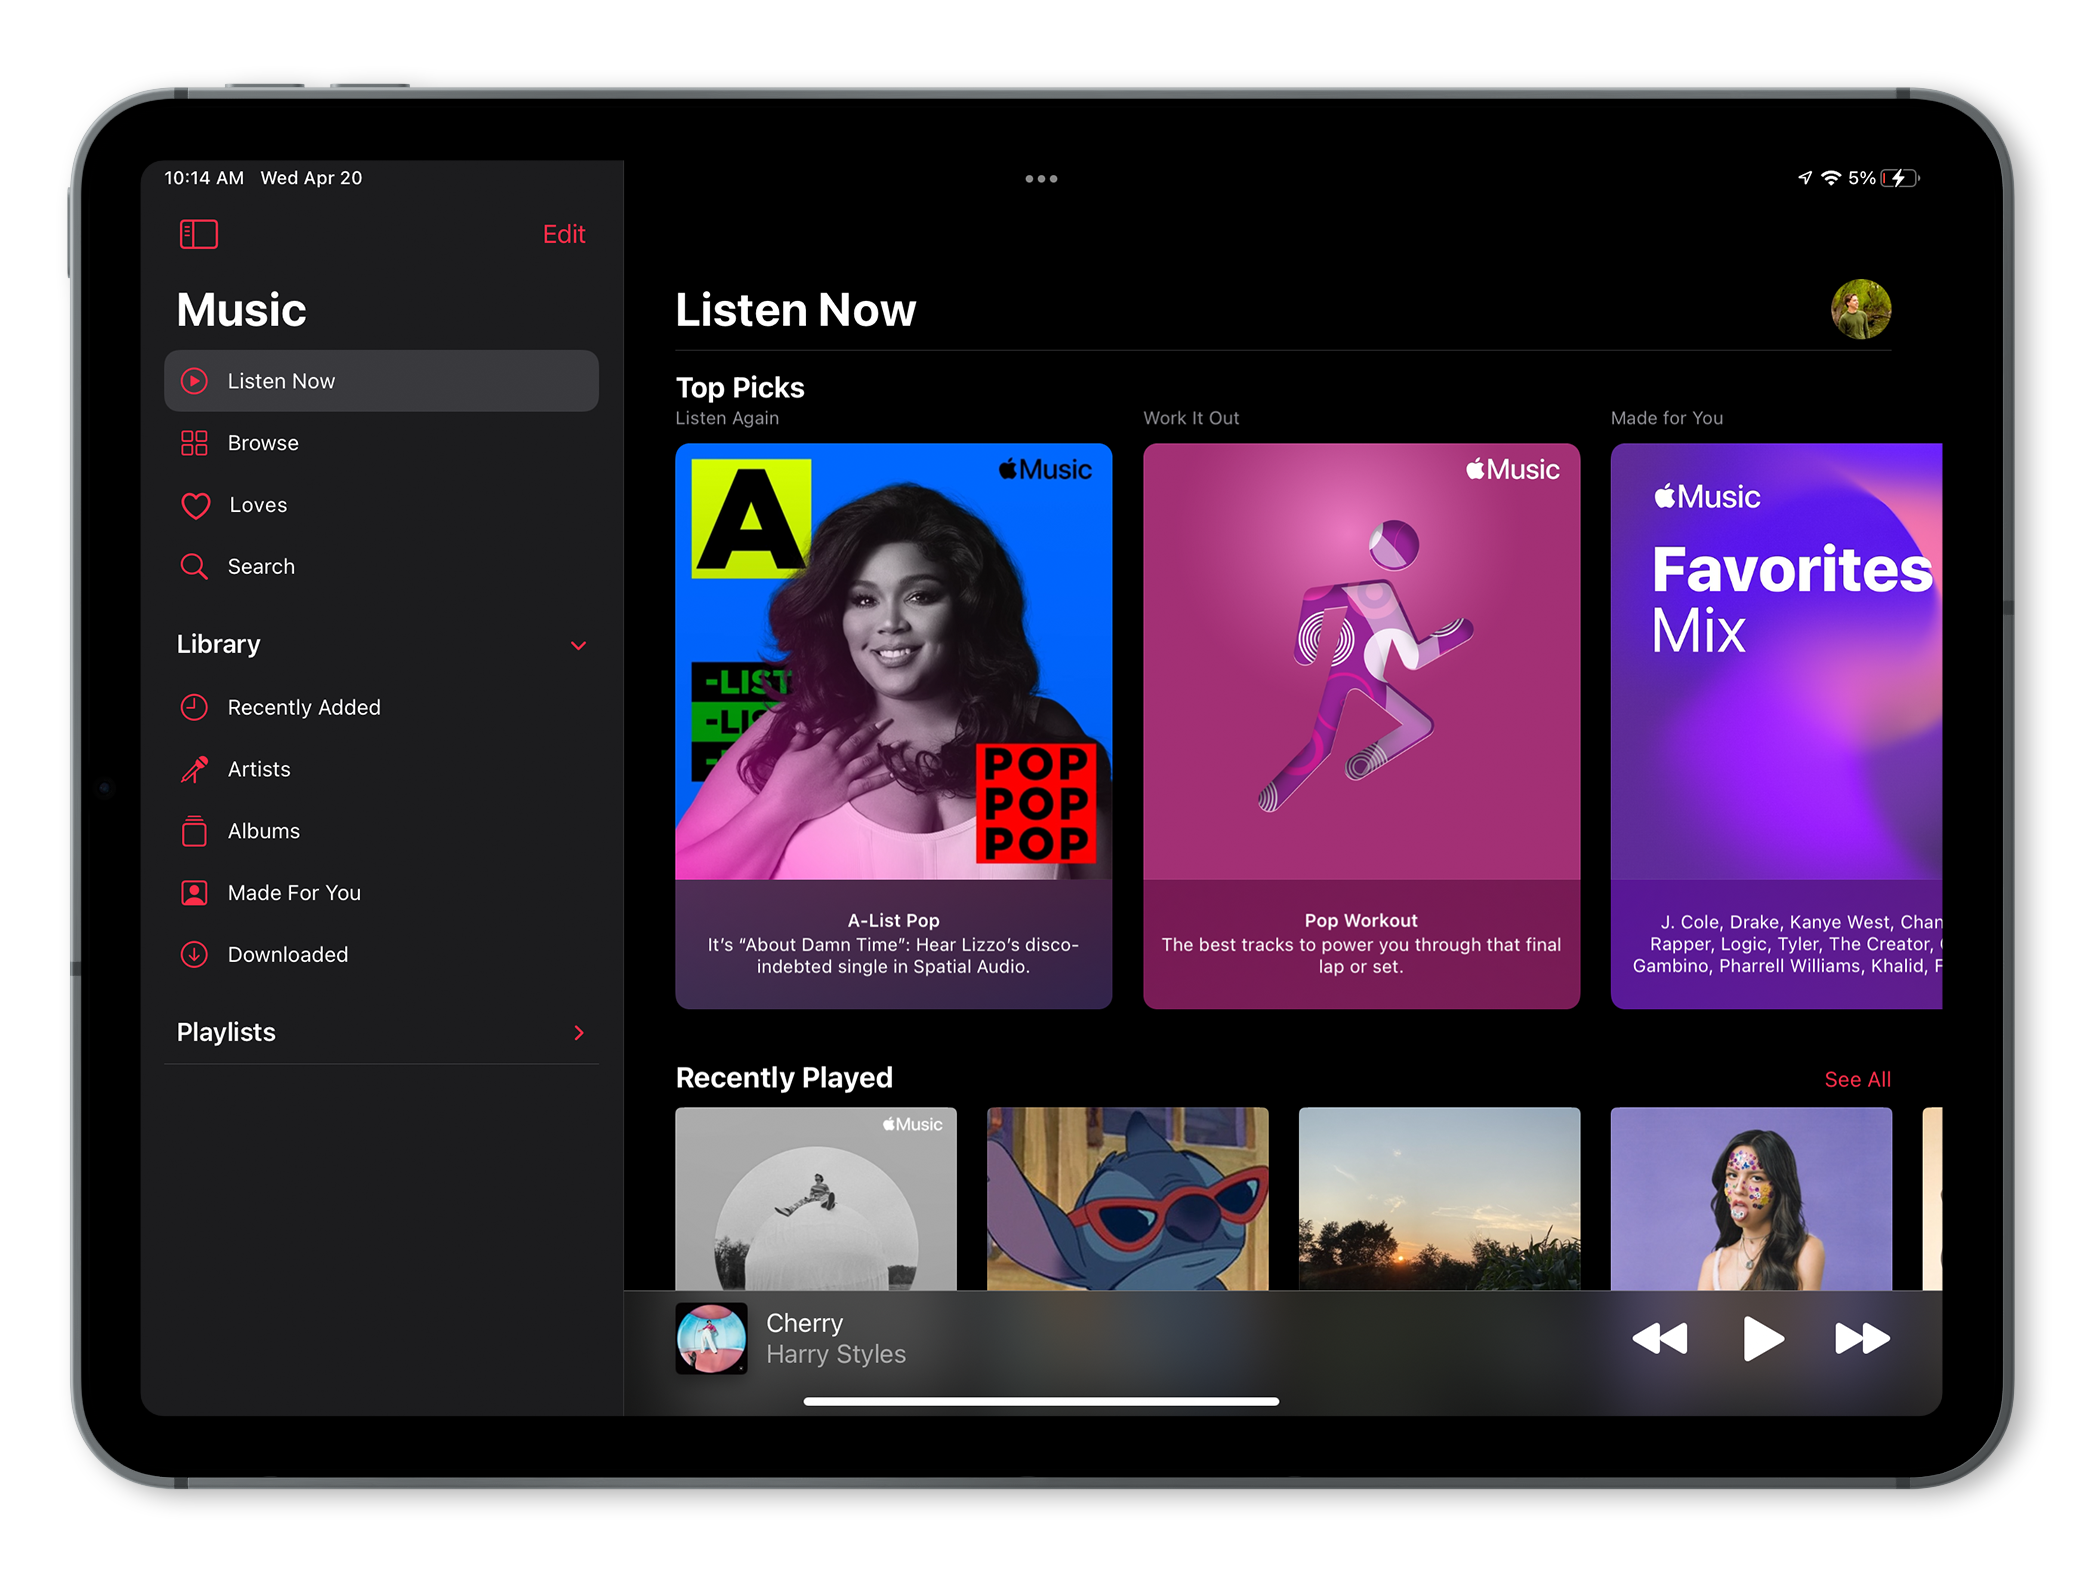 10:14 AM Wed Apr 20
5%
Edit
Music
Listen Now
Browse
Loves
Search
Library
Recently Added
Artists
Albums
Made For You
Downloaded
Playlists
Listen Now
Top Picks
Listen Again
Music
A
-LIST
POP
POP
POP
A-List Pop
It’s “About Damn Time”: Hear Lizzo’s disco-
indebted single in Spatial Audio.
Work It Out
Music
Pop Workout
The best tracks to power you through that final
lap or set.
Made for You
Music
Favorites
Mix
J. Cole, Drake, Kanye West, Chan
Rapper, Logic, Tyler, The Creator,
Gambino, Pharrell Williams, Khalid, F
Recently Played
See All
Music
Cherry
Harry Styles